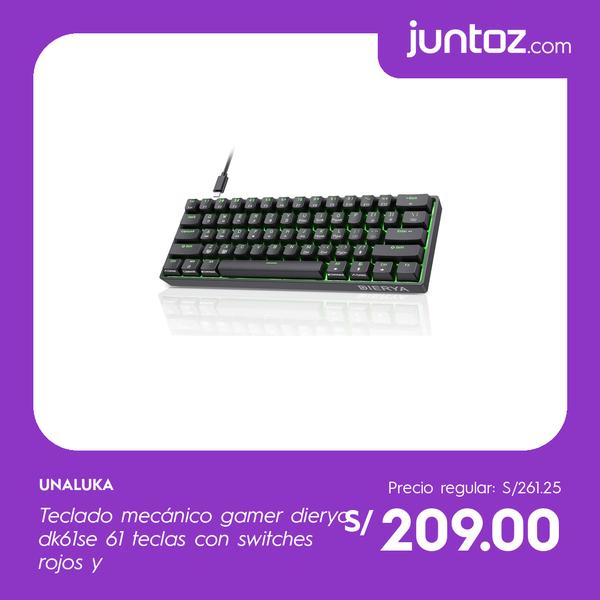 juntoz.com
DIERYA
UNALUKA
Precio regular: S/261.25
Teclado mecánico gamer dierya
dk61se 61 teclas con switches
rojos y
S/ 209.00